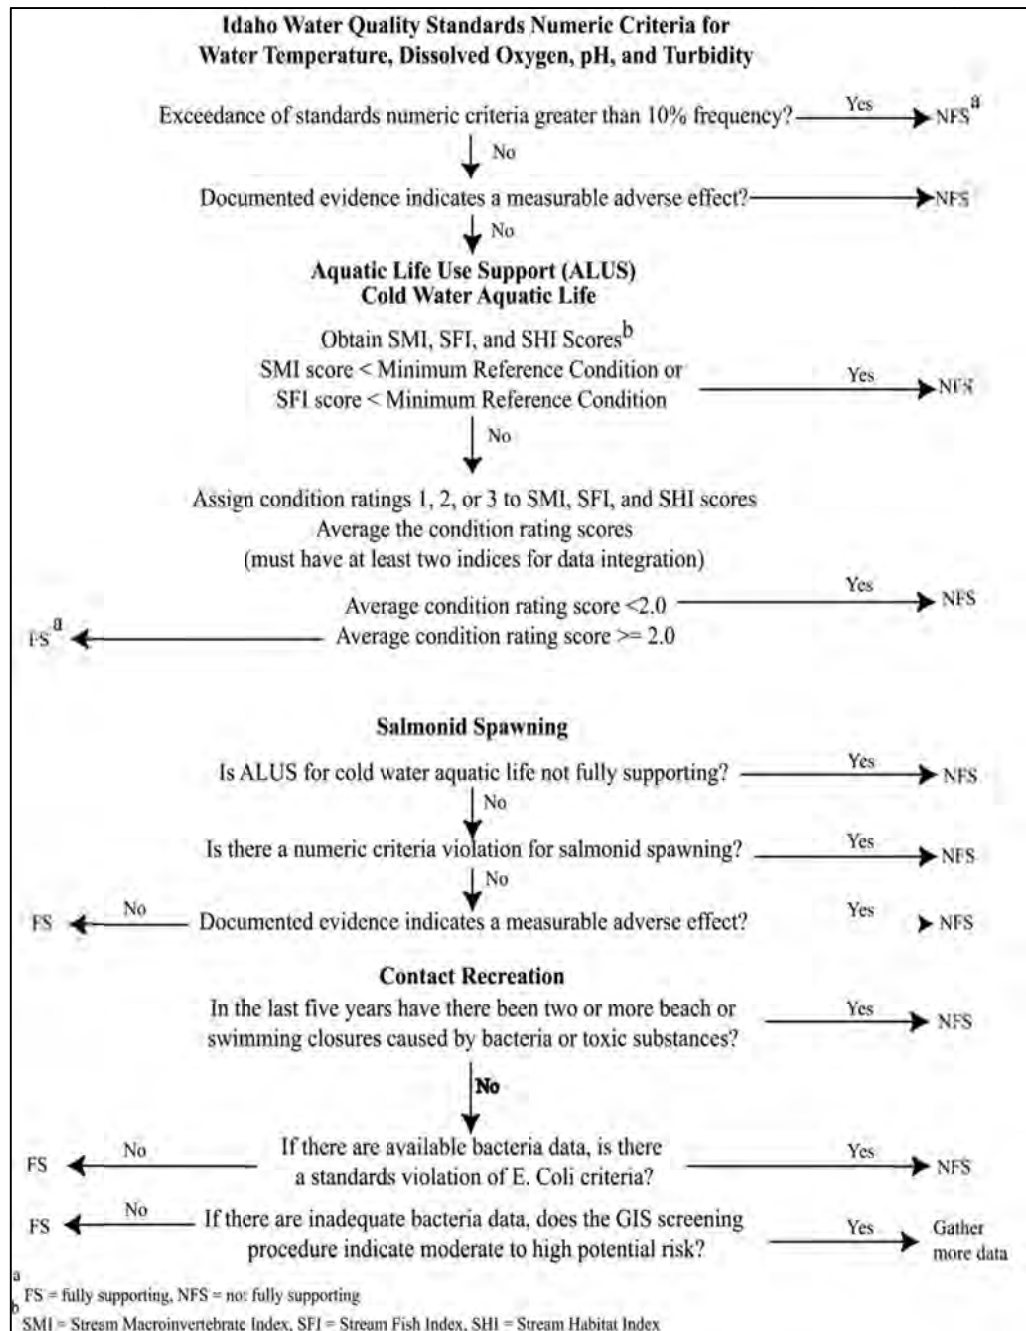 Idaho Water Quality Standards Numeric Criteria for
Water Temperature, Dissolved Oxygen, pH, and Turbidity
Exceedance of standards numeric criteria greater than 10% frequency? Yes NFS a
No
Documented evidence indicates a measurable adverse effect? NFS
No
Aquatic Life Use Support (ALUS)
Cold Water Aquatic Life
Obtain SMI, SFI, and SHI Scores b
SMI score < Minimum Reference Condition or
SFI score < Minimum Reference Condition
Yes NFS
No
Assign condition ratings 1, 2, or 3 to SMI, SFI, and SHI scores
Average the condition rating scores
(must have at least two indices for data integration)
Average condition rating score <2.0 Yes NFS
FS a Average condition rating score >= 2.0
Salmonid Spawning
Is ALUS for cold water aquatic life not fully supporting? Yes NFS
No
Is there a numeric criteria violation for salmonid spawning? Yes NFS
No
FS No Documented evidence indicates a measurable adverse effect? Yes NFS
Contact Recreation
In the last five years have there been two or more beach or
swimming closures caused by bacteria or toxic substances?
Yes NFS
No
If there are available bacteria data, is there
a standards violation of E. Coli criteria?
FS No Yes NFS
If there are inadequate bacteria data, does the GIS screening
procedure indicate moderate to high potential risk?
FS No Yes Gather
more data
a FS = fully supporting, NFS = no: fully supporting
b SMI = Stream Macroinvertebrate Index, SFI = Stream Fish Index, SHI = Stream Habitat Index